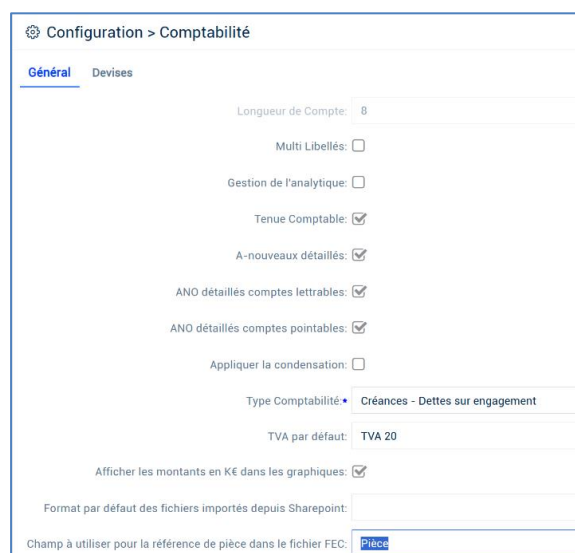 Configuration > Comptabilité
Général Devises
Longueur de Compte: 8
Multi Libellés:
Gestion de l'analytique:
Tenue Comptable:
A-nouveaux détaillés:
ANO détaillés comptes lettrables:
ANO détaillés comptes pointables:
Appliquer la condensation:
Type Comptabilité:* Créances - Dettes sur engagement
TVA par défaut: TVA 20
Afficher les montants en K€ dans les graphiques:
Format par défaut des fichiers importés depuis Sharepoint:
Champ à utiliser pour la référence de pièce dans le fichier FEC: Pièce